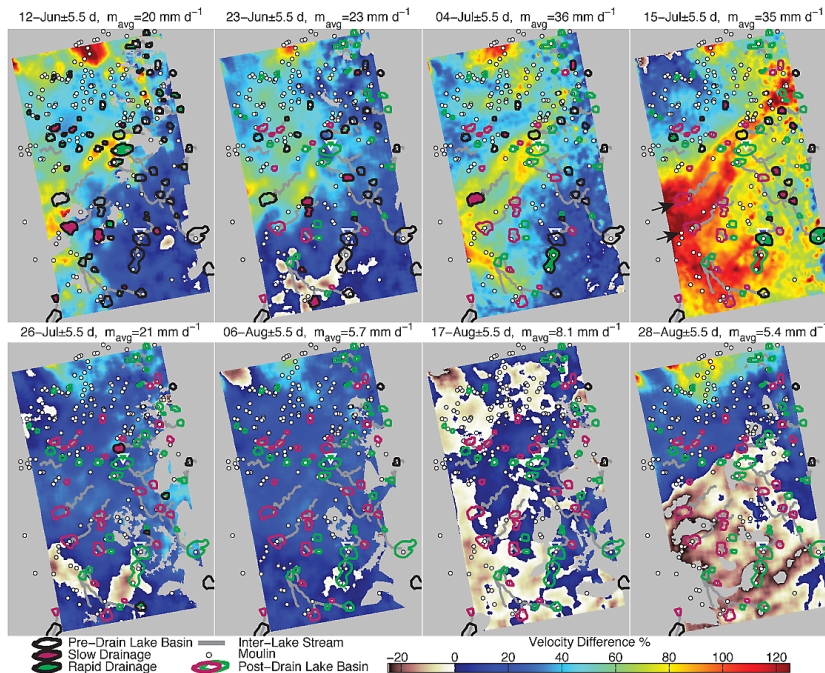 12-Jun±5.5 d, m_avg=20 mm d⁻¹
23-Jun±5.5 d, m_avg=23 mm d⁻¹
04-Jul±5.5 d, m_avg=36 mm d⁻¹
15-Jul±5.5 d, m_avg=35 mm d⁻¹
26-Jul±5.5 d, m_avg=21 mm d⁻¹
06-Aug±5.5 d, m_avg=5.7 mm d⁻¹
17-Aug±5.5 d, m_avg=8.1 mm d⁻¹
28-Aug±5.5 d, m_avg=5.4 mm d⁻¹
Pre-Drain Lake Basin
Slow Drainage
Rapid Drainage
Inter-Lake Stream
Moulin
Post-Drain Lake Basin
Velocity Difference %
-20 0 20 40 60 80 100 120